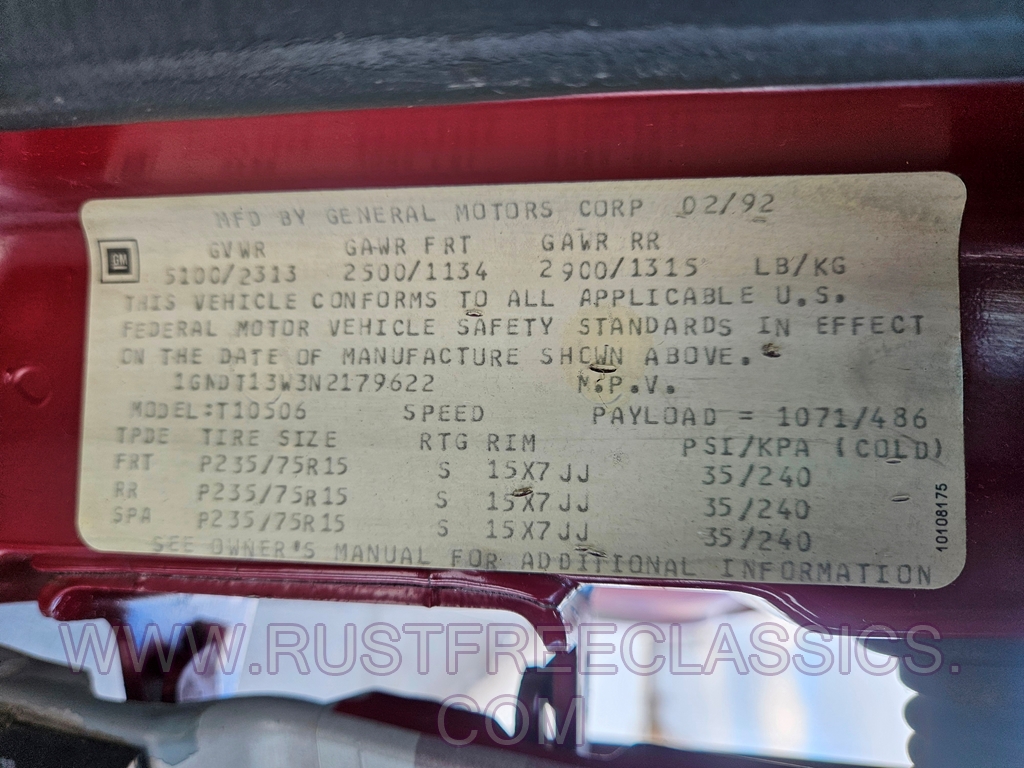 MFD BY GENERAL MOTORS CORP 02/92
GM
GVWR GAWR FRT GAWR RR
5100/2313 2500/1134 2900/1315 LB/KG
THIS VEHICLE CONFORMS TO ALL APPLICABLE U.S.
FEDERAL MOTOR VEHICLE SAFETY STANDARDS IN EFFECT
ON THE DATE OF MANUFACTURE SHOWN ABOVE.
1GNDT13W3N2179622 M.P.V.
MODEL:T10506 SPEED PAYLOAD = 1071/486
TPDE TIRE SIZE RTG RIM PSI/KPA (COLD)
FRT P235/75R15 S 15X7JJ 35/240
RR P235/75R15 S 15X7JJ 35/240
SPA P235/75R15 S 15X7JJ 35/240
SEE OWNER'S MANUAL FOR ADDITIONAL INFORMATION
10108175
WWW.RUSTFREECLASSICS.
COM